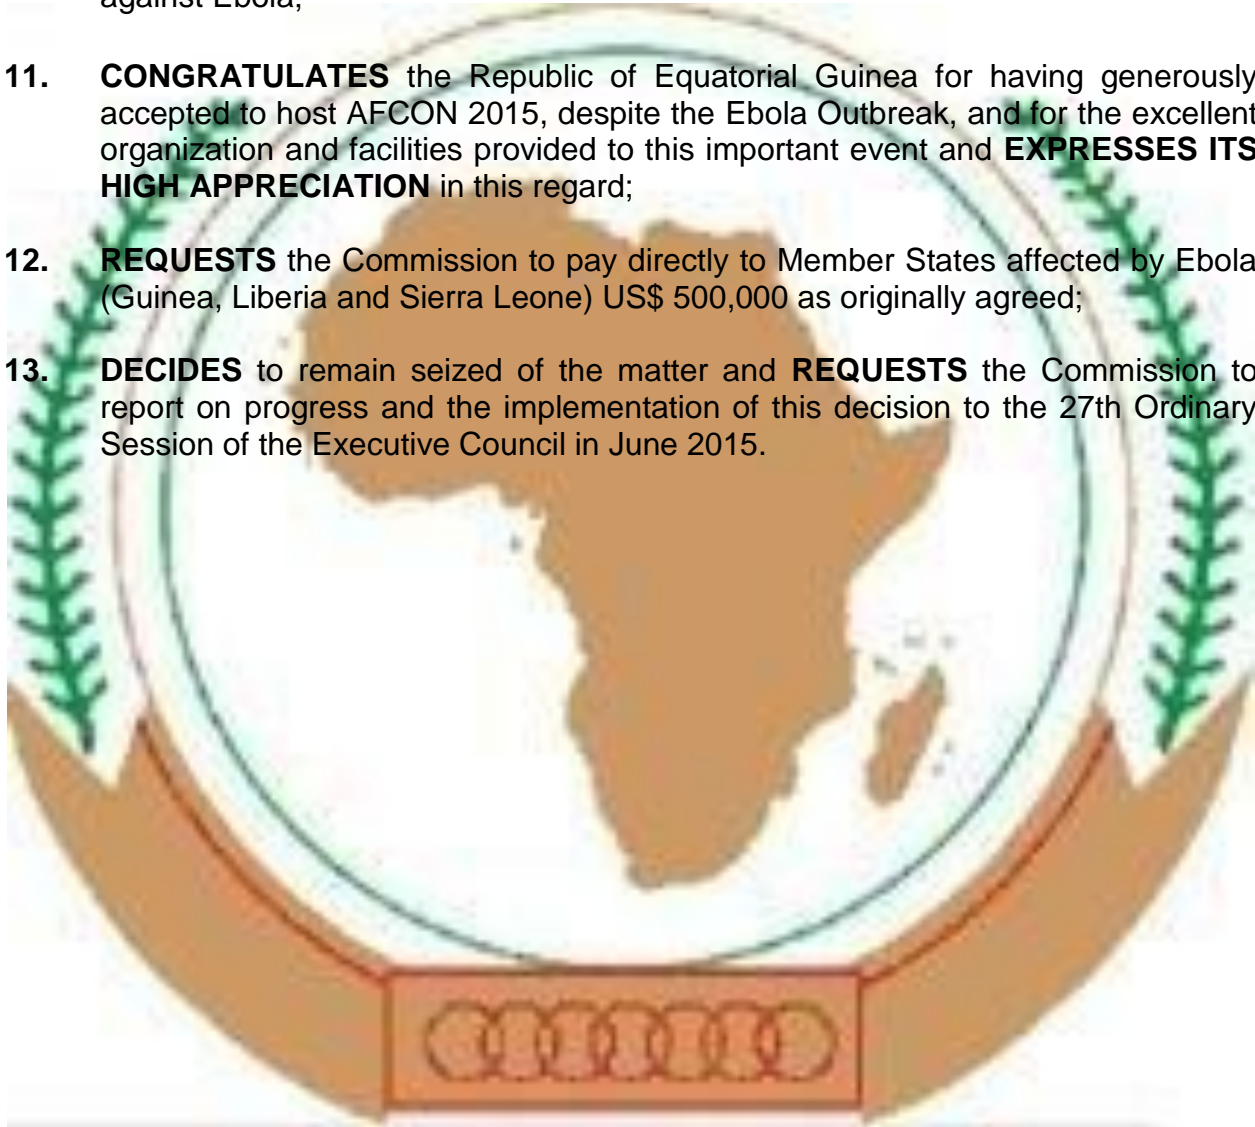 against Ebola;
11. CONGRATULATES the Republic of Equatorial Guinea for having generously
accepted to host AFCON 2015, despite the Ebola Outbreak, and for the excellent
organization and facilities provided to this important event and EXPRESSES ITS
HIGH APPRECIATION in this regard;
12. REQUESTS the Commission to pay directly to Member States affected by Ebola
(Guinea, Liberia and Sierra Leone) US$ 500,000 as originally agreed;
13. DECIDES to remain seized of the matter and REQUESTS the Commission to
report on progress and the implementation of this decision to the 27th Ordinary
Session of the Executive Council in June 2015.